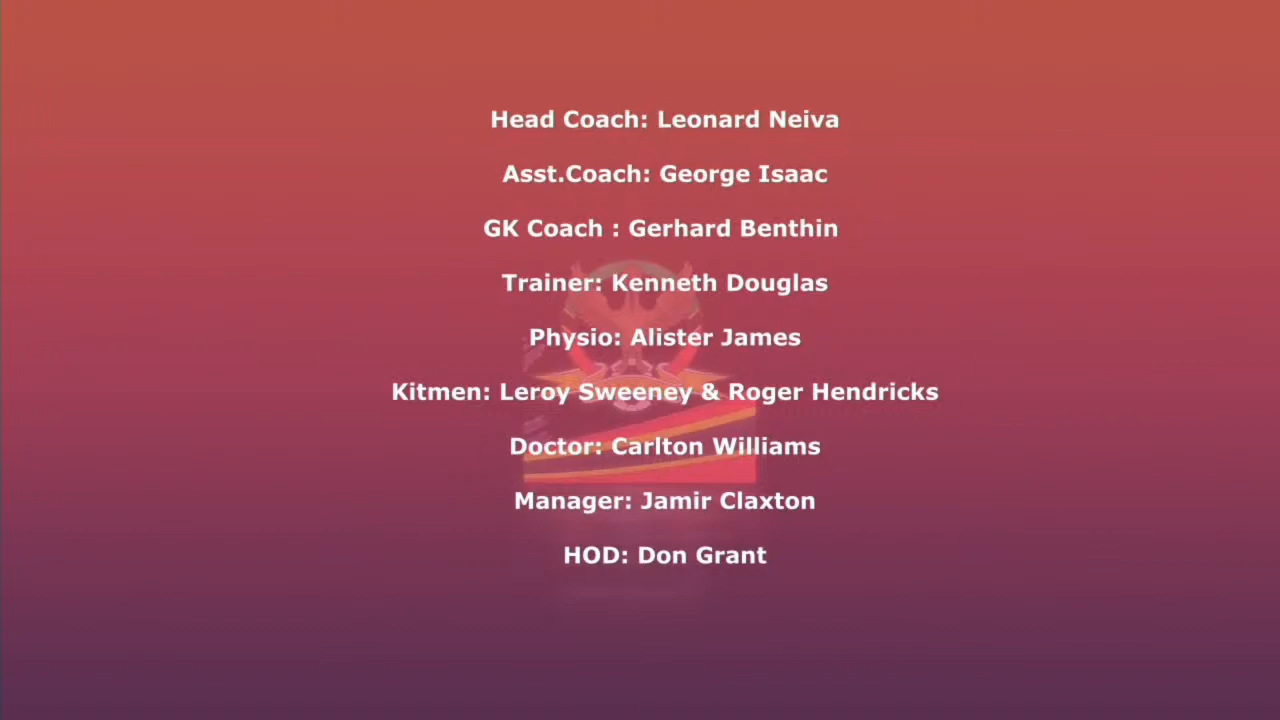 Head Coach: Leonard Neiva
Asst.Coach: George Isaac
GK Coach : Gerhard Benthin
Trainer: Kenneth Douglas
Physio: Alister James
Kitmen: Leroy Sweeney & Roger Hendricks
Doctor: Carlton Williams
Manager: Jamir Claxton
HOD: Don Grant